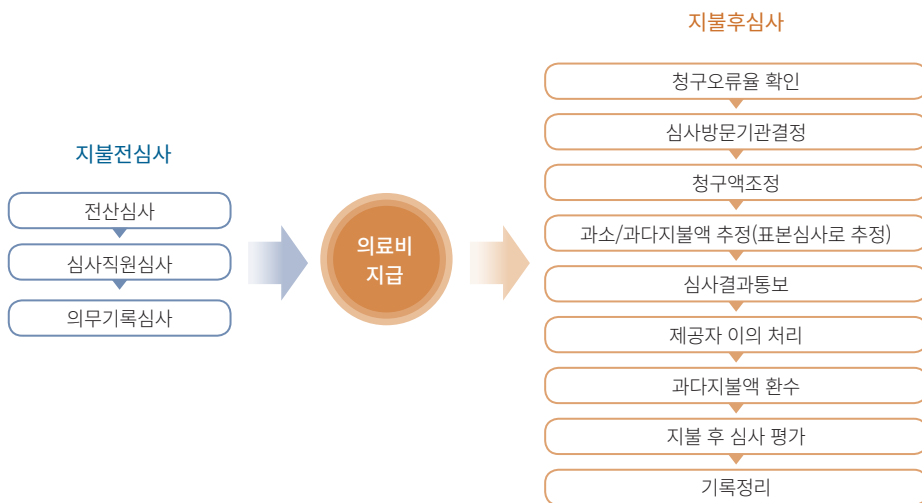 지불전심사
전산심사
심사직원심사
의무기록심사
의료비
지급
지불후심사
청구오류율 확인
심사방문기관결정
청구액조정
과소/과다지불액 추정(표본심사로 추정)
심사결과통보
제공자 이의 처리
과다지불액 환수
지불 후 심사 평가
기록정리